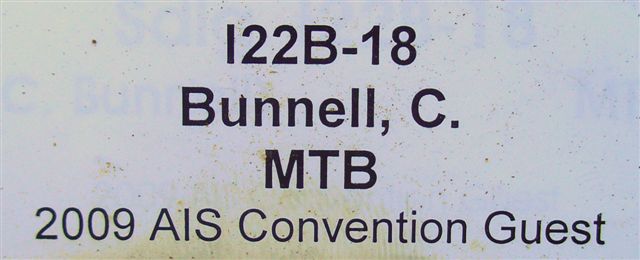 I22B-18
Bunnell, C.
MTB
2009 AIS Convention Guest